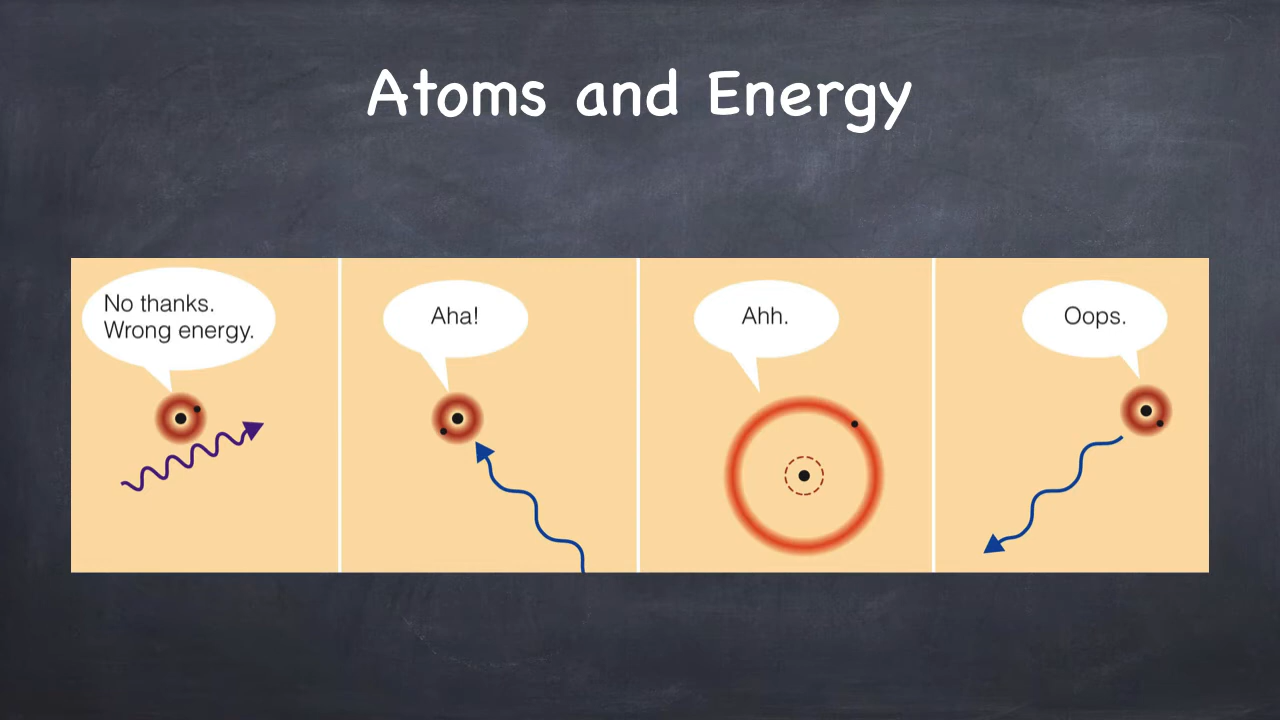 Atoms and Energy
No thanks.
Wrong energy.
Aha!
Ahh.
Oops.